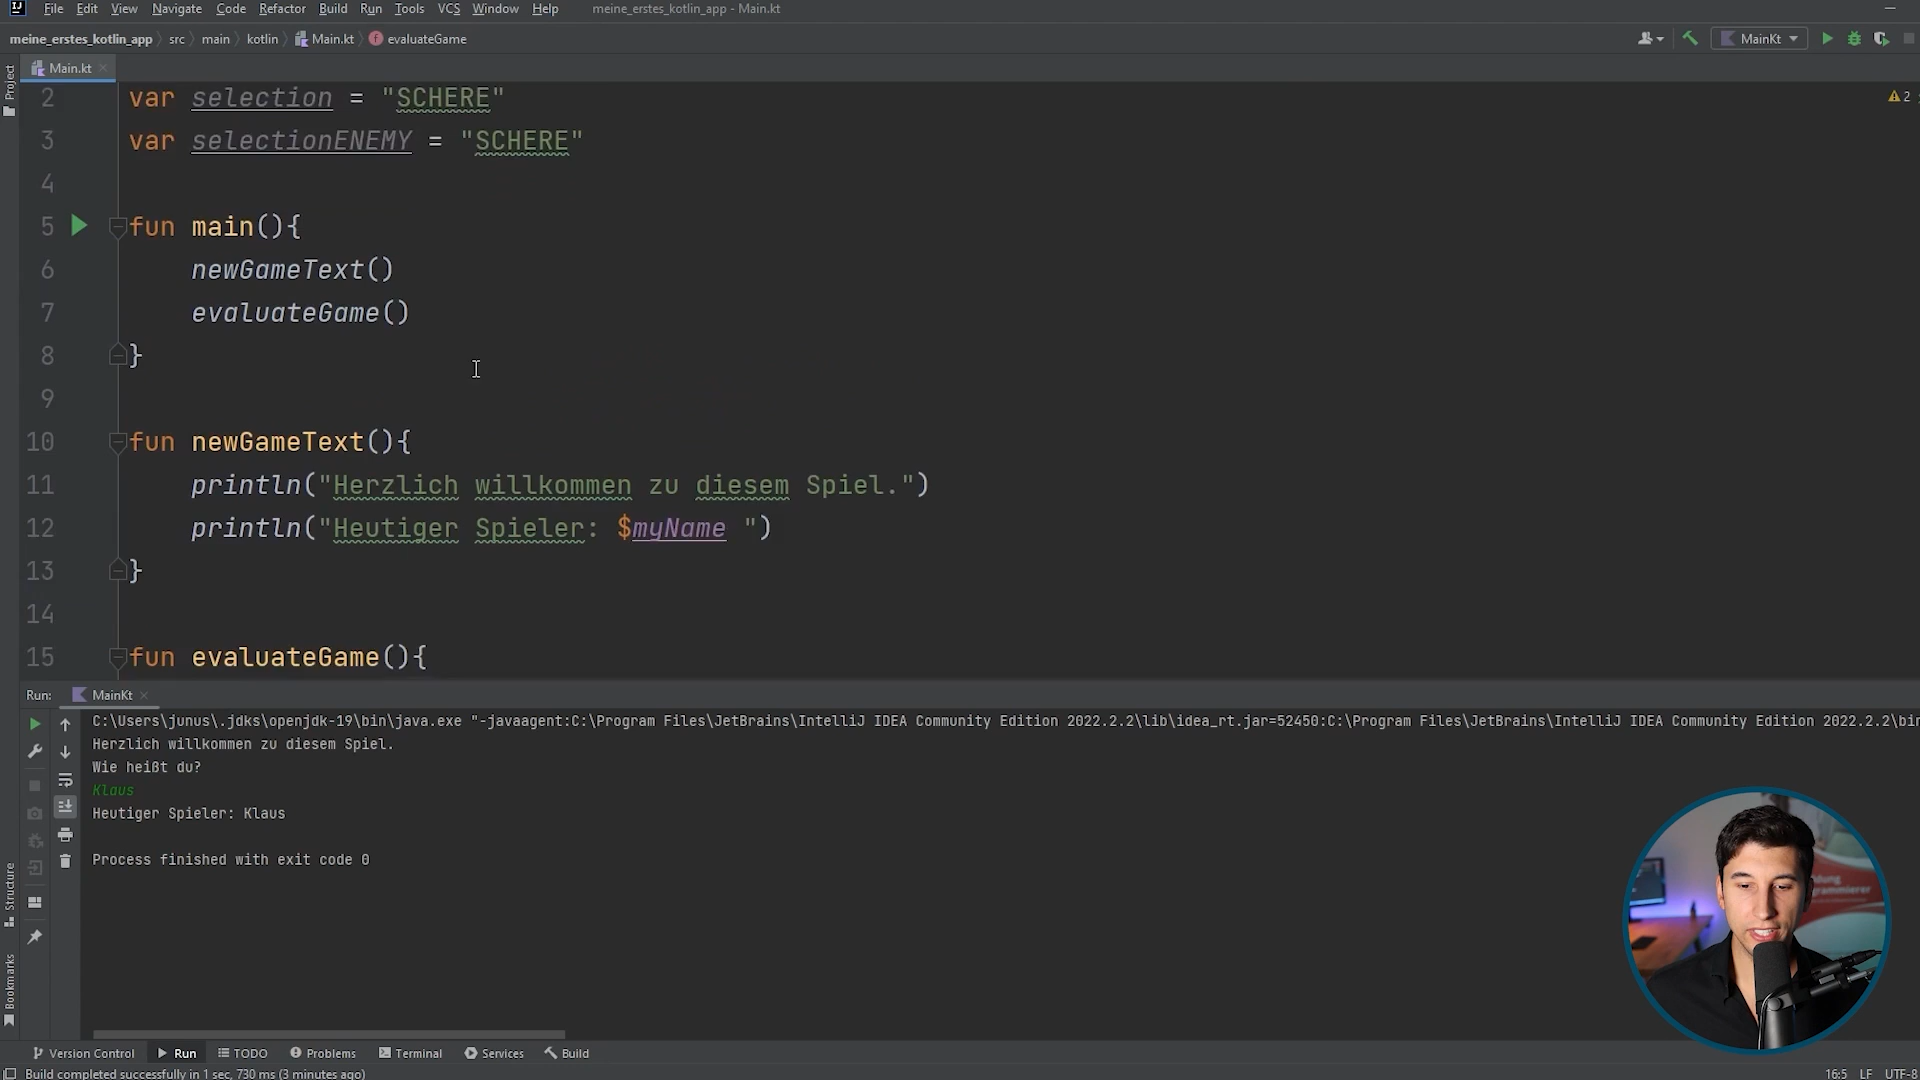 File Edit View Navigate Code Refactor Build Run Tools VCS Window Help meine_erstes_kotlin_app - Main.kt
meine_erstes_kotlin_app src main kotlin Main.kt evaluateGame MainKt
Project
Main.kt
2 var selection = "SCHERE"
2
3 var selectionENEMY = "SCHERE"
4
5 fun main(){
6 newGameText()
7 evaluateGame()
8 }
9
10 fun newGameText(){
11 println("Herzlich willkommen zu diesem Spiel.")
12 println("Heutiger Spieler: $myName ")
13 }
14
15 fun evaluateGame(){
Run: MainKt
C:\Users\junus\.jdks\openjdk-19\bin\java.exe "-javaagent:C:\Program Files\JetBrains\IntelliJ IDEA Community Edition 2022.2.2\lib\idea_rt.jar=52450:C:\Program Files\JetBrains\IntelliJ IDEA Community Edition 2022.2.2\bin
Herzlich willkommen zu diesem Spiel.
Wie heißt du?
Klaus
Heutiger Spieler: Klaus
Process finished with exit code 0
Structure
Bookmarks
Version Control Run TODO Problems Terminal Services Build
Build completed successfully in 1 sec, 730 ms (3 minutes ago) 16:5 LF UTF-8